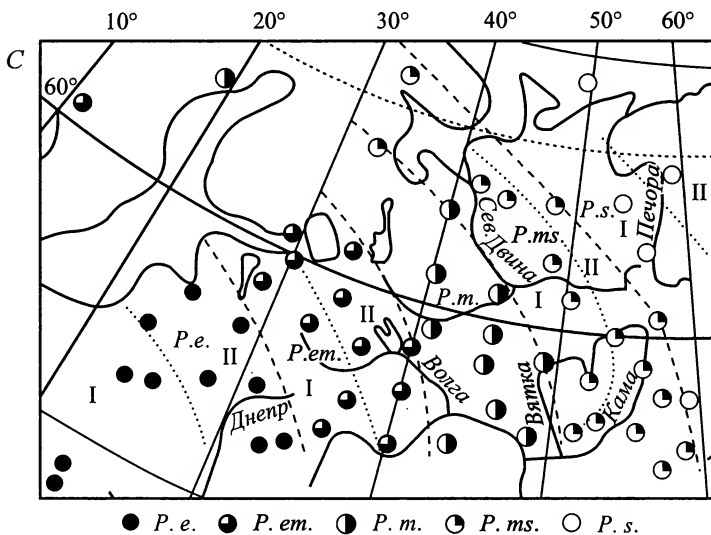 10° 20° 30° 40° 50° 60°
C
60°
Печора
II
P.s.
I
Сев.Двина
P.ms.
II
P.m.
I
II
P.e.
II
P.em.
I
I
Волга
Вятка
Кама
Днепр
P. e. P. em. P. m. P. ms. P. s.